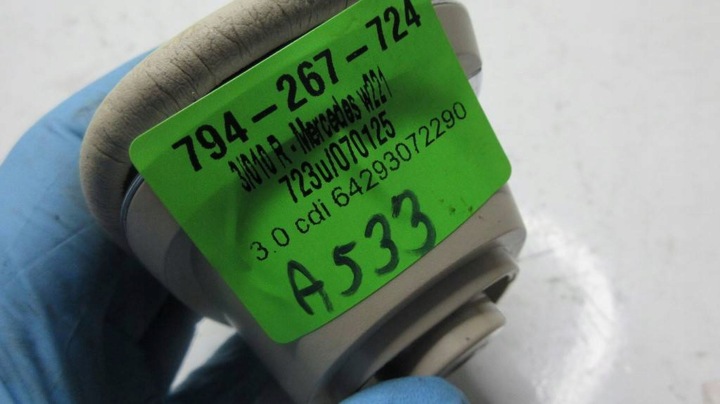 794-267-724
3/010 R - Mercedes w221
723u/070125
3.0 cdi 64293072290
A533